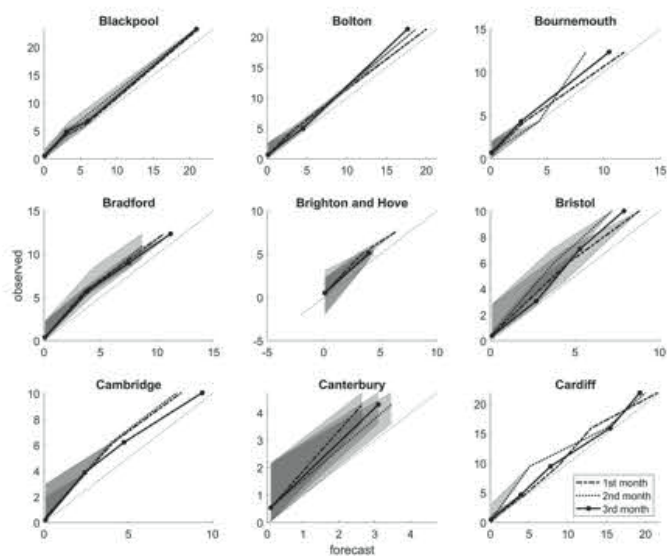 Blackpool
20
15
10
5
0
0 5 10 15 20
Bolton
20
15
10
5
0
0 5 10 15 20
Bournemouth
15
10
5
0
0 5 10 15
Bradford
15
10
5
0
0 5 10 15
Brighton and Hove
10
5
0
-5
-5 0 5 10
Bristol
10
8
6
4
2
0
0 5 10
observed
Cambridge
10
8
6
4
2
0
0 5 10
Canterbury
4
3
2
1
0
0 1 2 3 4
forecast
Cardiff
20
15
10
5
0
0 5 10 15 20
1st month
2nd month
3rd month